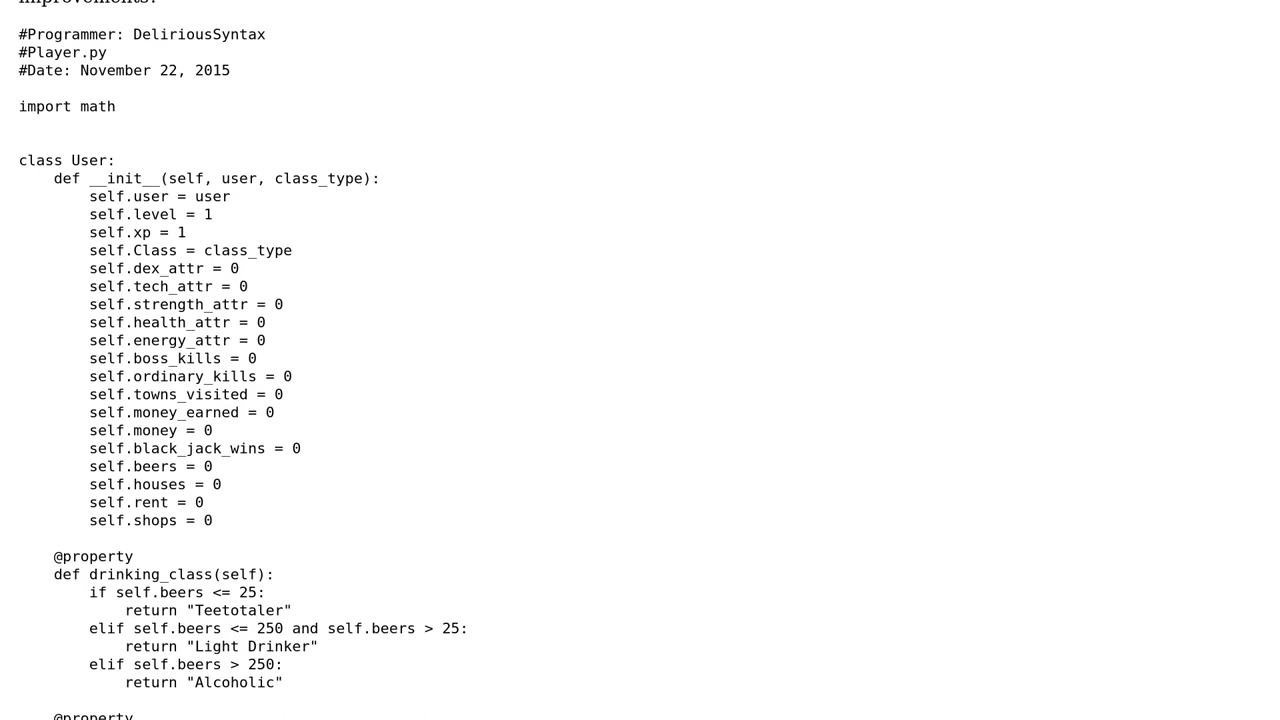 improvements.
#Programmer: DeliriousSyntax
#Player.py
#Date: November 22, 2015
import math
class User:
    def __init__(self, user, class_type):
        self.user = user
        self.level = 1
        self.xp = 1
        self.Class = class_type
        self.dex_attr = 0
        self.tech_attr = 0
        self.strength_attr = 0
        self.health_attr = 0
        self.energy_attr = 0
        self.boss_kills = 0
        self.ordinary_kills = 0
        self.towns_visited = 0
        self.money_earned = 0
        self.money = 0
        self.black_jack_wins = 0
        self.beers = 0
        self.houses = 0
        self.rent = 0
        self.shops = 0
    @property
    def drinking_class(self):
        if self.beers <= 25:
            return "Teetotaler"
        elif self.beers <= 250 and self.beers > 25:
            return "Light Drinker"
        elif self.beers > 250:
            return "Alcoholic"
    @property